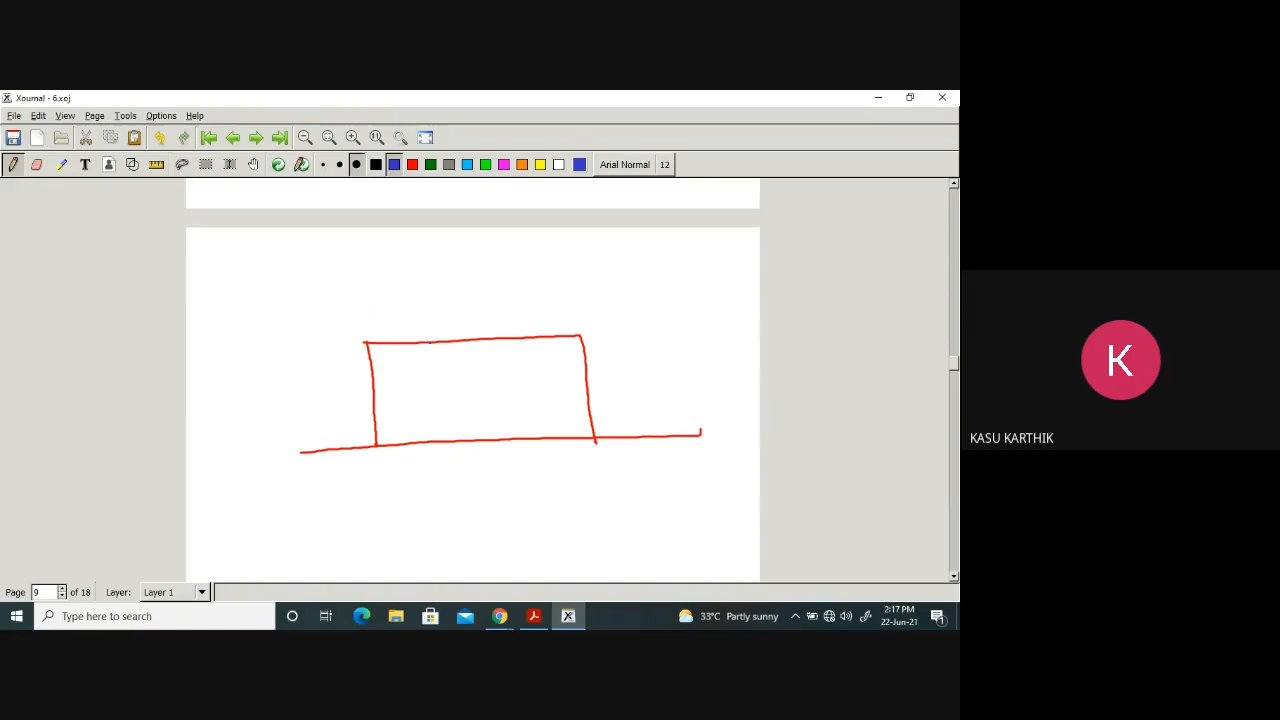 Xournal - 6.xoj
File Edit View Page Tools Options Help
Arial Normal 12
K
KASU KARTHIK
Page 9 of 18 Layer: Layer 1
Type here to search
33°C Partly sunny
2:17 PM
22-Jun-21
1